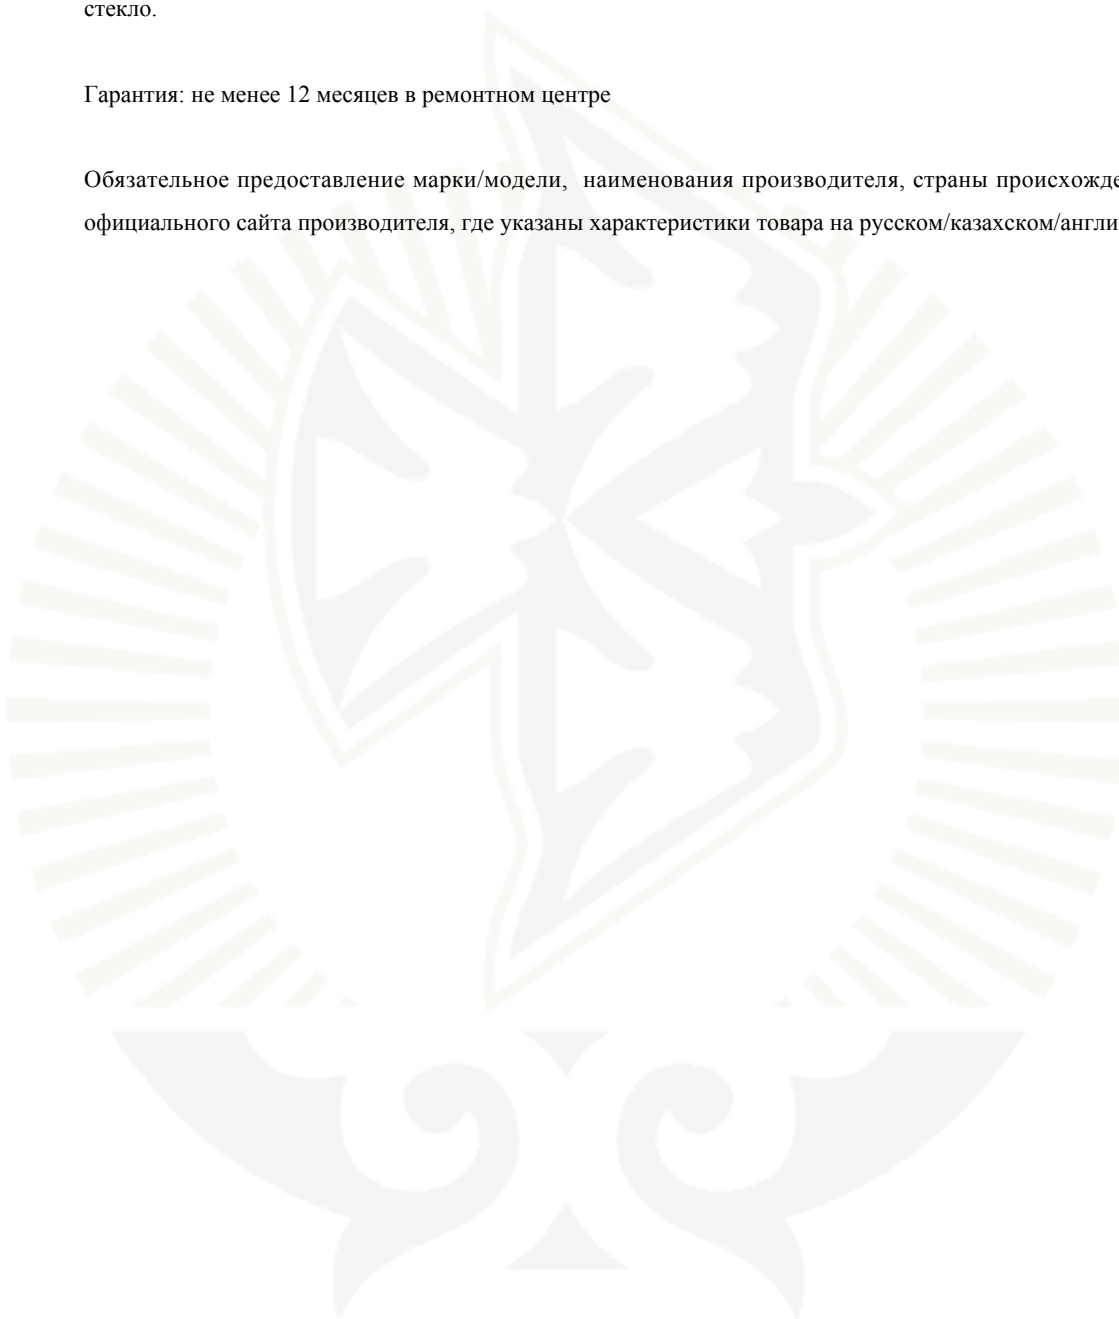 стекло.
Гарантия: не менее 12 месяцев в ремонтном центре
Обязательное предоставление марки/модели, наименования производителя, страны происхожде
официального сайта производителя, где указаны характеристики товара на русском/казахском/англи